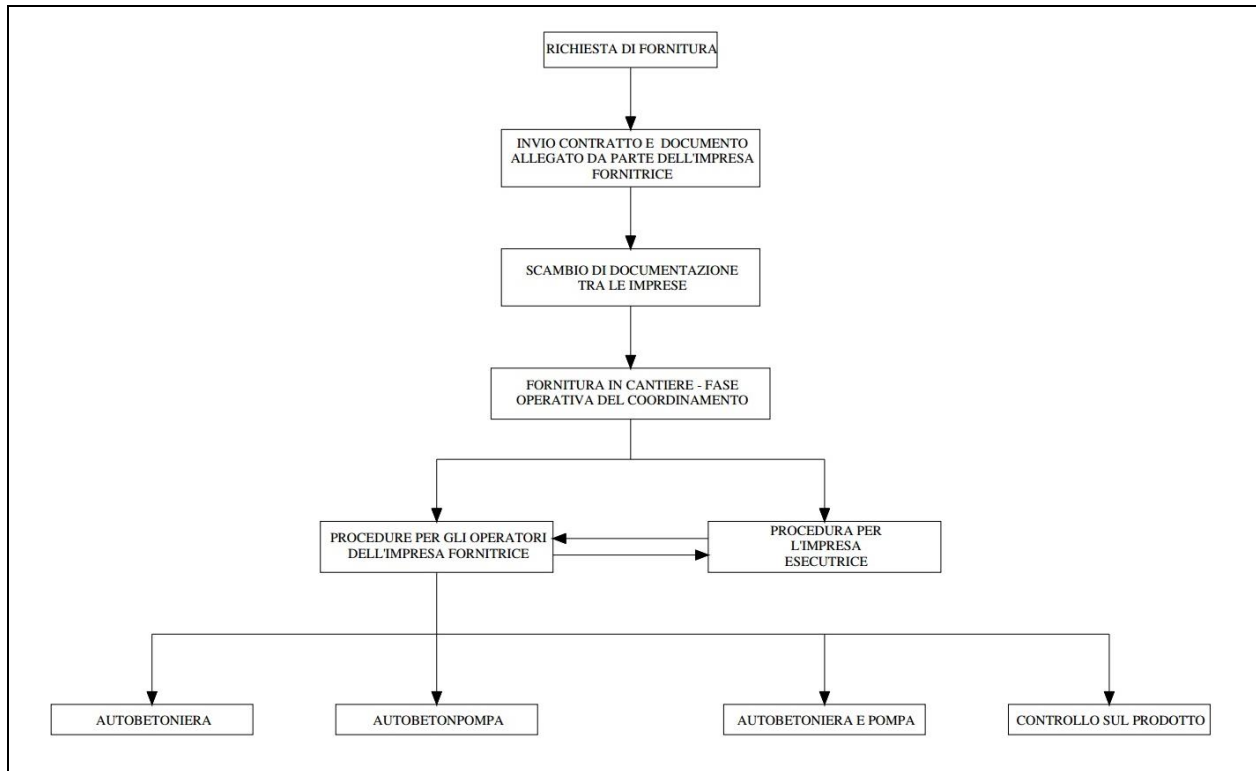 RICHIESTA DI FORNITURA
INVIO CONTRATTO E DOCUMENTO
ALLEGATO DA PARTE DELL'IMPRESA
FORNITRICE
SCAMBIO DI DOCUMENTAZIONE
TRA LE IMPRESE
FORNITURA IN CANTIERE - FASE
OPERATIVA DEL COORDINAMENTO
PROCEDURE PER GLI OPERATORI
DELL'IMPRESA FORNITRICE
PROCEDURA PER
L'IMPRESA
ESECUTRICE
AUTOBETONIERA
AUTOBETONPOMPA
AUTOBETONIERA E POMPA
CONTROLLO SUL PRODOTTO